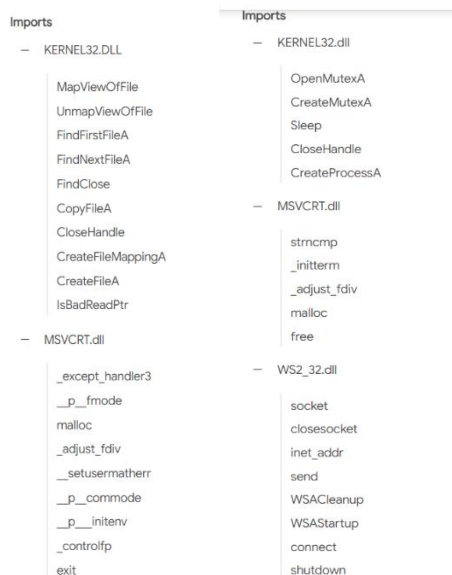 Imports
— KERNEL32.DLL
MapViewOfFile
UnmapViewOfFile
FindFirstFileA
FindNextFileA
FindClose
CopyFileA
CloseHandle
CreateFileMappingA
CreateFileA
IsBadReadPtr
— MSVCRT.dll
_except_handler3
__p__fmode
malloc
_adjust_fdiv
__setusermatherr
__p__commode
__p___initenv
_controlfp
exit
Imports
— KERNEL32.dll
OpenMutexA
CreateMutexA
Sleep
CloseHandle
CreateProcessA
— MSVCRT.dll
strncmp
_initterm
_adjust_fdiv
malloc
free
— WS2_32.dll
socket
closesocket
inet_addr
send
WSACleanup
WSAStartup
connect
shutdown